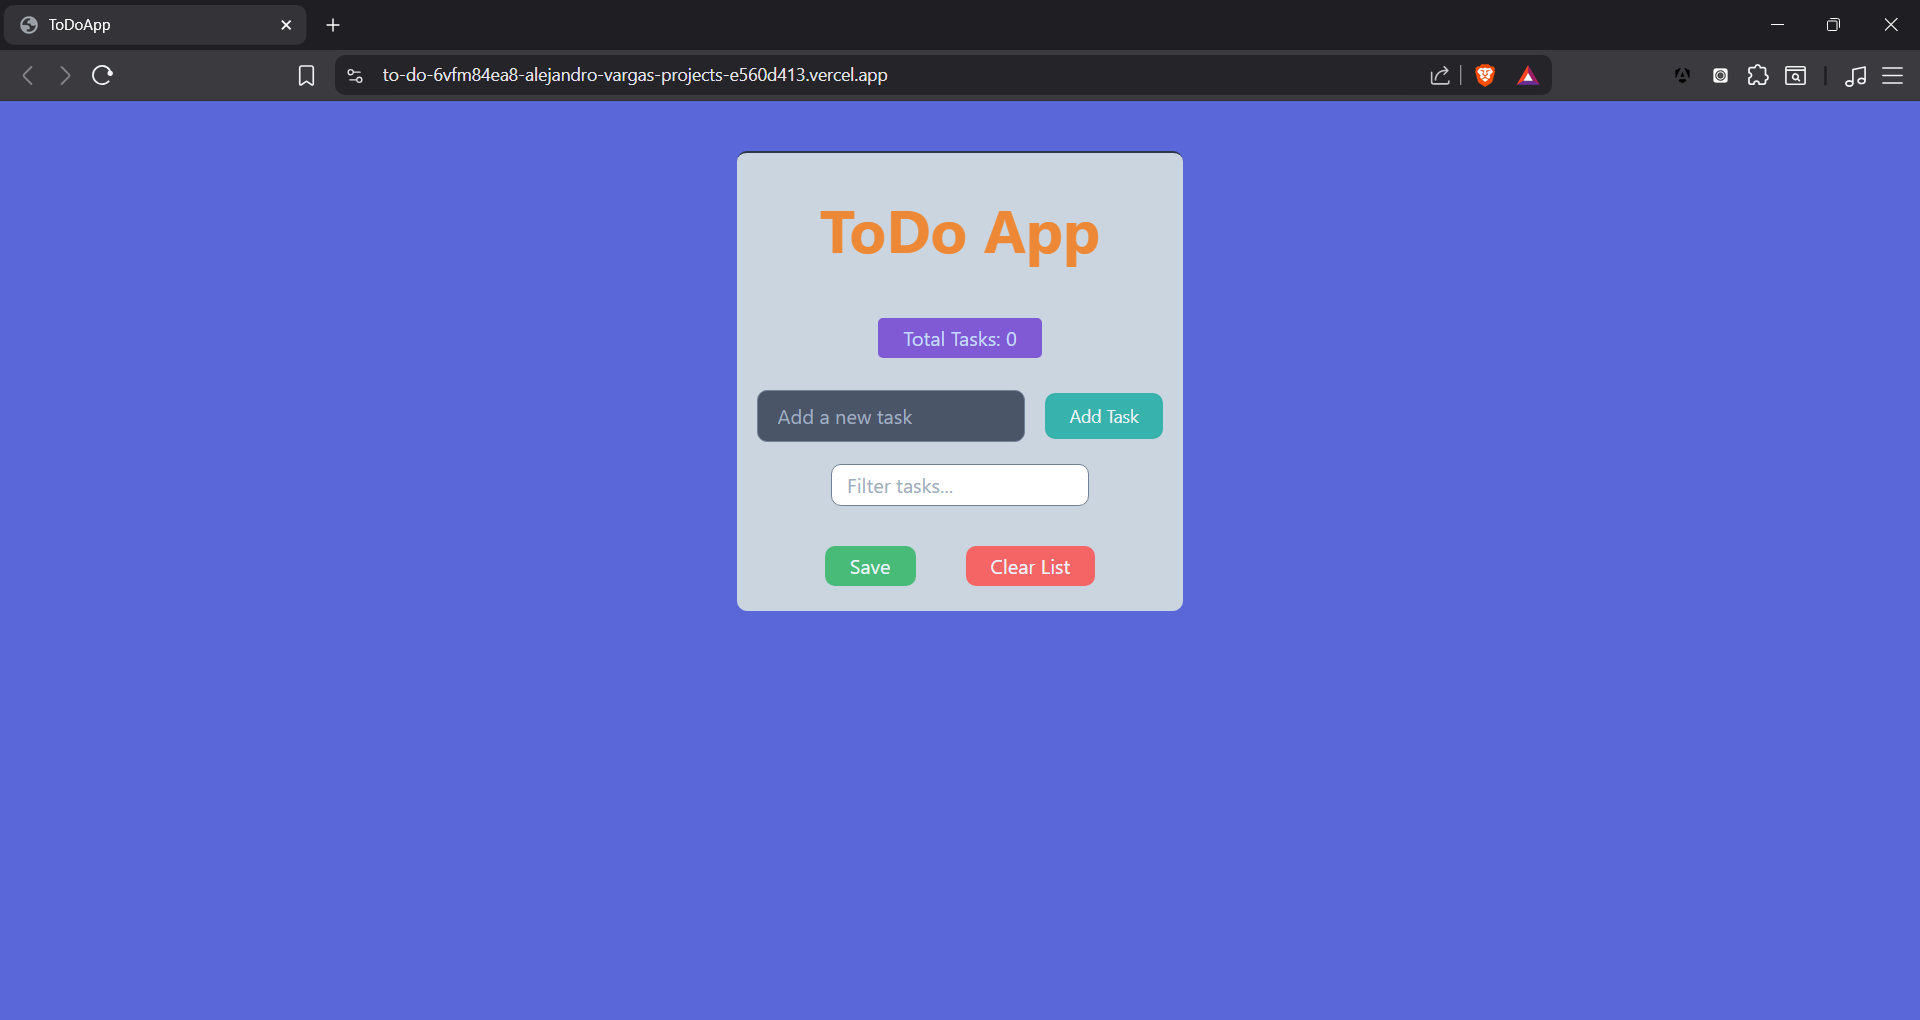 ToDoApp
to-do-6vfm84ea8-alejandro-vargas-projects-e560d413.vercel.app
ToDo App
Total Tasks: 0
Add a new task
Add Task
Filter tasks...
Save
Clear List